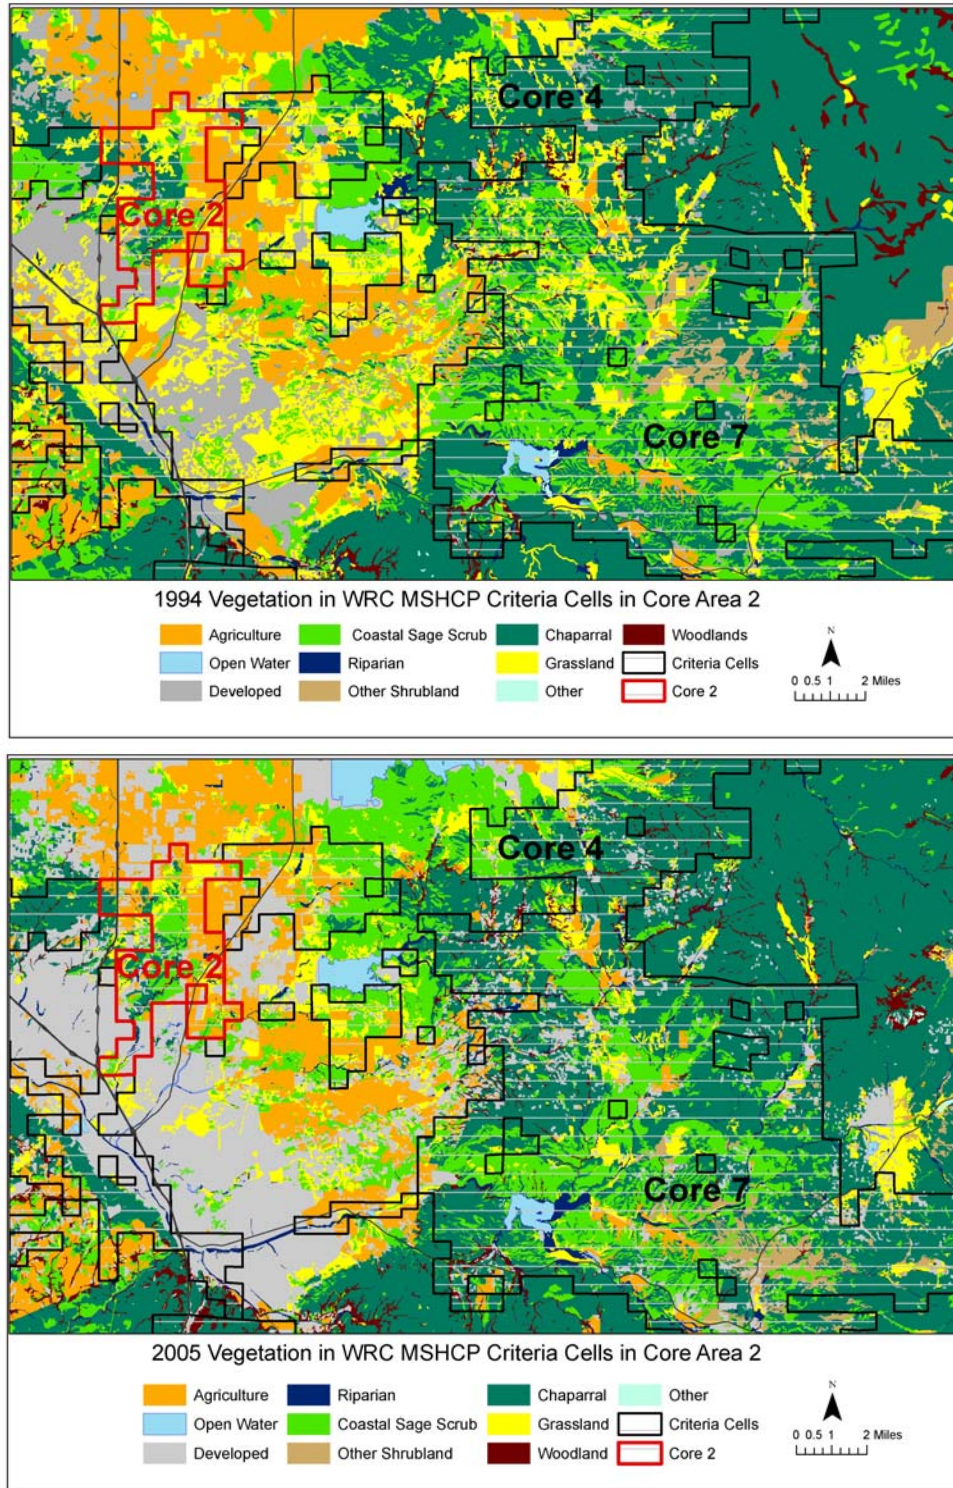 Core 4
Core 2
Core 7
1994 Vegetation in WRC MSHCP Criteria Cells in Core Area 2
Agriculture Coastal Sage Scrub Chaparral Woodlands
Open Water Riparian Grassland Criteria Cells
Developed Other Shrubland Other Core 2
N
0 0.5 1 2 Miles
Core 4
Core 2
Core 7
2005 Vegetation in WRC MSHCP Criteria Cells in Core Area 2
Agriculture Riparian Chaparral Other
Open Water Coastal Sage Scrub Grassland Criteria Cells
Developed Other Shrubland Woodland Core 2
N
0 0.5 1 2 Miles